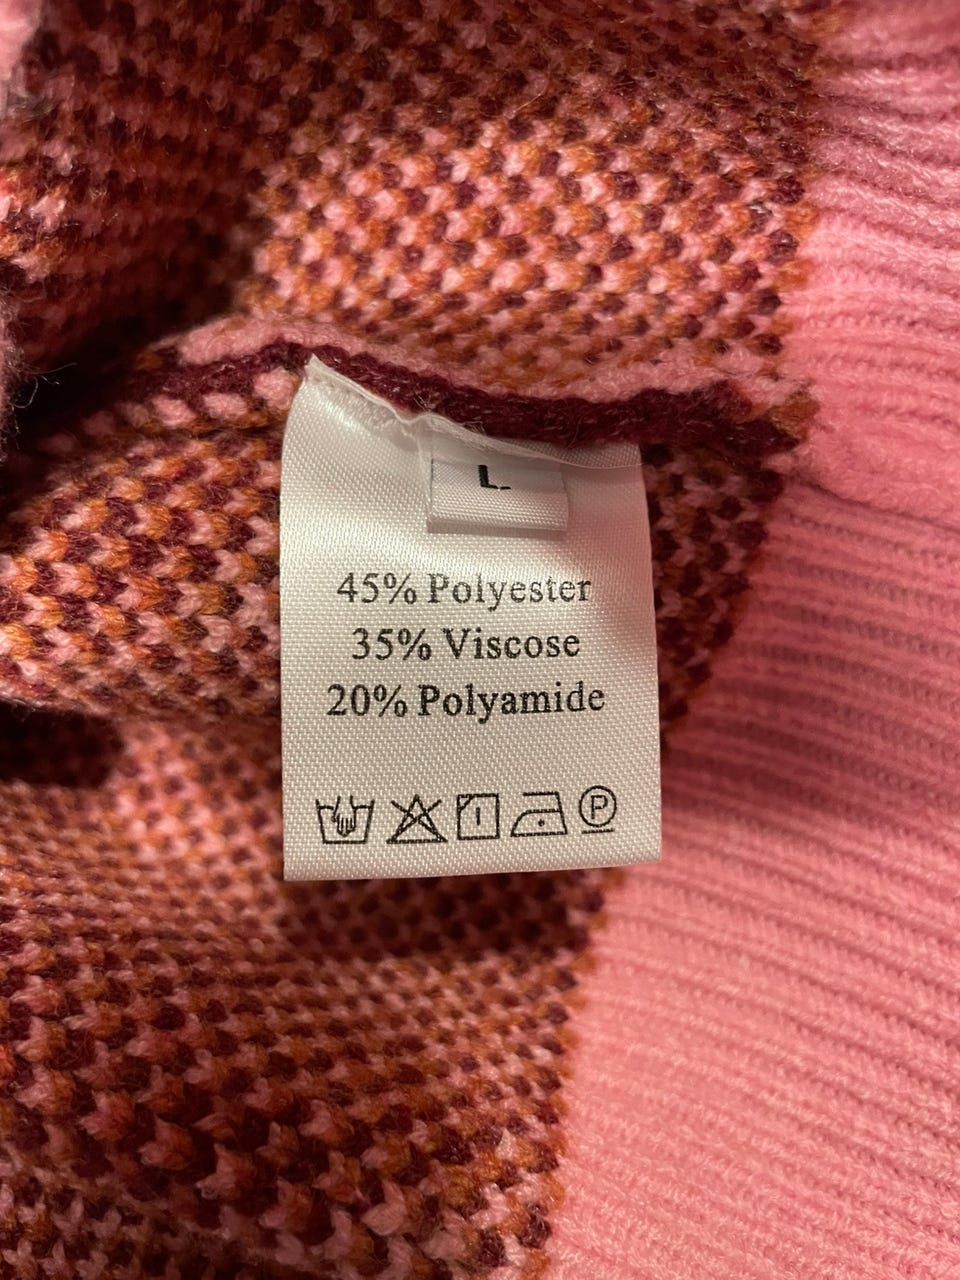 L.
45% Polyester
35% Viscose
20% Polyamide
P